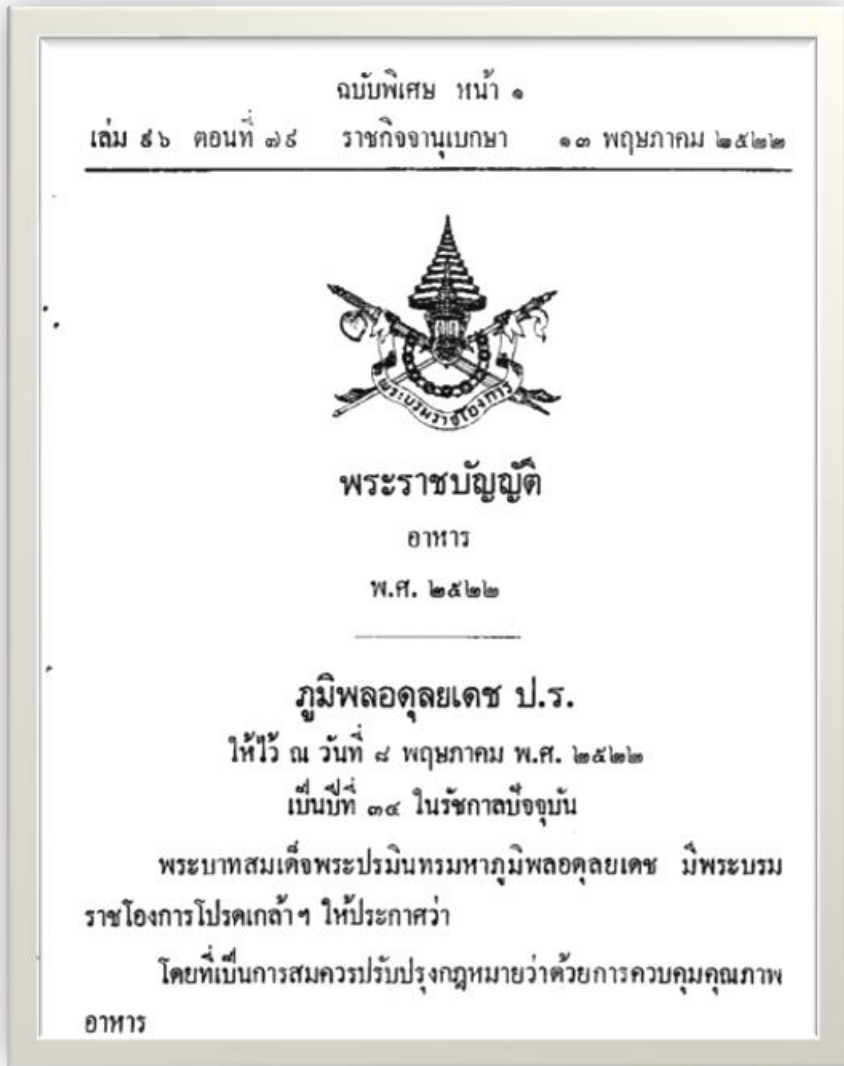 ฉบับพิเศษ หน้า ๑
เล่ม ๙๖ ตอนที่ ๗๙ ราชกิจจานุเบกษา ๑๓ พฤษภาคม ๒๕๒๒
พระบรมราชโองการ
พระราชบัญญัติ
อาหาร
พ.ศ. ๒๕๒๒
ภูมิพลอดุลยเดช ป.ร.
ให้ไว้ ณ วันที่ ๘ พฤษภาคม พ.ศ. ๒๕๒๒
เป็นปีที่ ๓๔ ในรัชกาลปัจจุบัน
พระบาทสมเด็จพระปรมินทรมหาภูมิพลอดุลยเดช มีพระบรม
ราชโองการโปรดเกล้า ฯ ให้ประกาศว่า
โดยที่เป็นการสมควรปรับปรุงกฎหมายว่าด้วยการควบคุมคุณภาพ
อาหาร